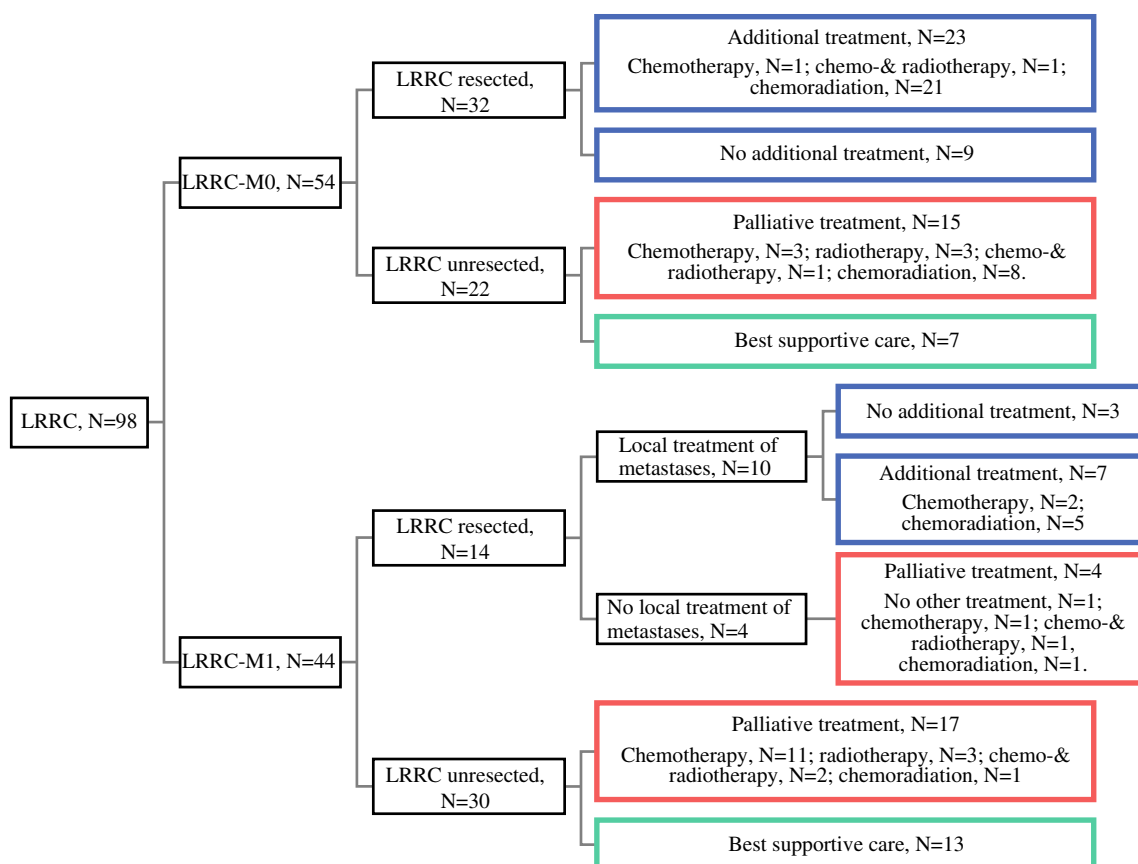 LRRC, N=98
LRRC-M0, N=54
LRRC resected,
N=32
Additional treatment, N=23
Chemotherapy, N=1; chemo-& radiotherapy, N=1;
chemoradiation, N=21
No additional treatment, N=9
LRRC unresected,
N=22
Palliative treatment, N=15
Chemotherapy, N=3; radiotherapy, N=3; chemo-&
radiotherapy, N=1; chemoradiation, N=8.
Best supportive care, N=7
LRRC-M1, N=44
LRRC resected,
N=14
Local treatment of
metastases, N=10
No additional treatment, N=3
Additional treatment, N=7
Chemotherapy, N=2;
chemoradiation, N=5
No local treatment of
metastases, N=4
Palliative treatment, N=4
No other treatment, N=1;
chemotherapy, N=1; chemo-&
radiotherapy, N=1,
chemoradiation, N=1.
LRRC unresected,
N=30
Palliative treatment, N=17
Chemotherapy, N=11; radiotherapy, N=3; chemo-&
radiotherapy, N=2; chemoradiation, N=1
Best supportive care, N=13